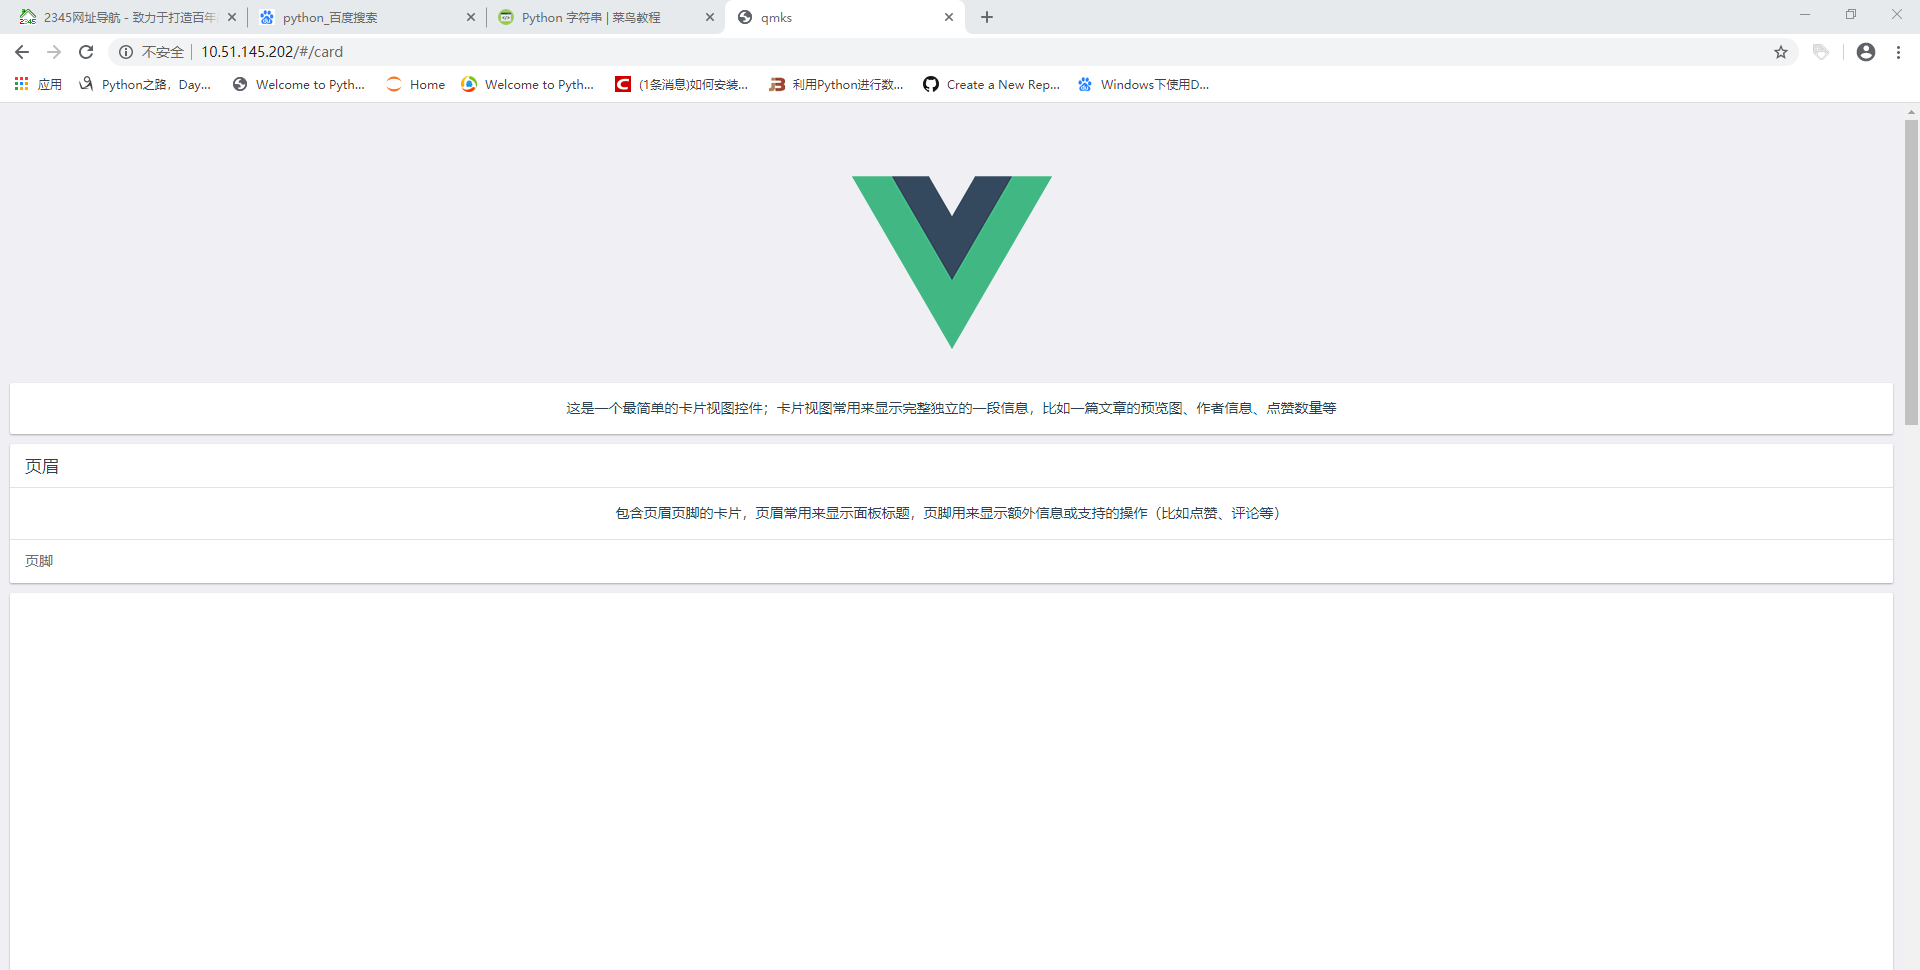 2345网址导航 - 致力于打造百年
python_百度搜索
Python 字符串 | 菜鸟教程
qmks
不安全 10.51.145.202/#/card
应用
Python之路，Day...
Welcome to Pyth...
Home
Welcome to Pyth...
(1条消息)如何安装...
利用Python进行数...
Create a New Rep...
Windows下使用D...
这是一个最简单的卡片视图控件；卡片视图常用来显示完整独立的一段信息，比如一篇文章的预览图、作者信息、点赞数量等
页眉
包含页眉页脚的卡片，页眉常用来显示面板标题，页脚用来显示额外信息或支持的操作（比如点赞、评论等）
页脚